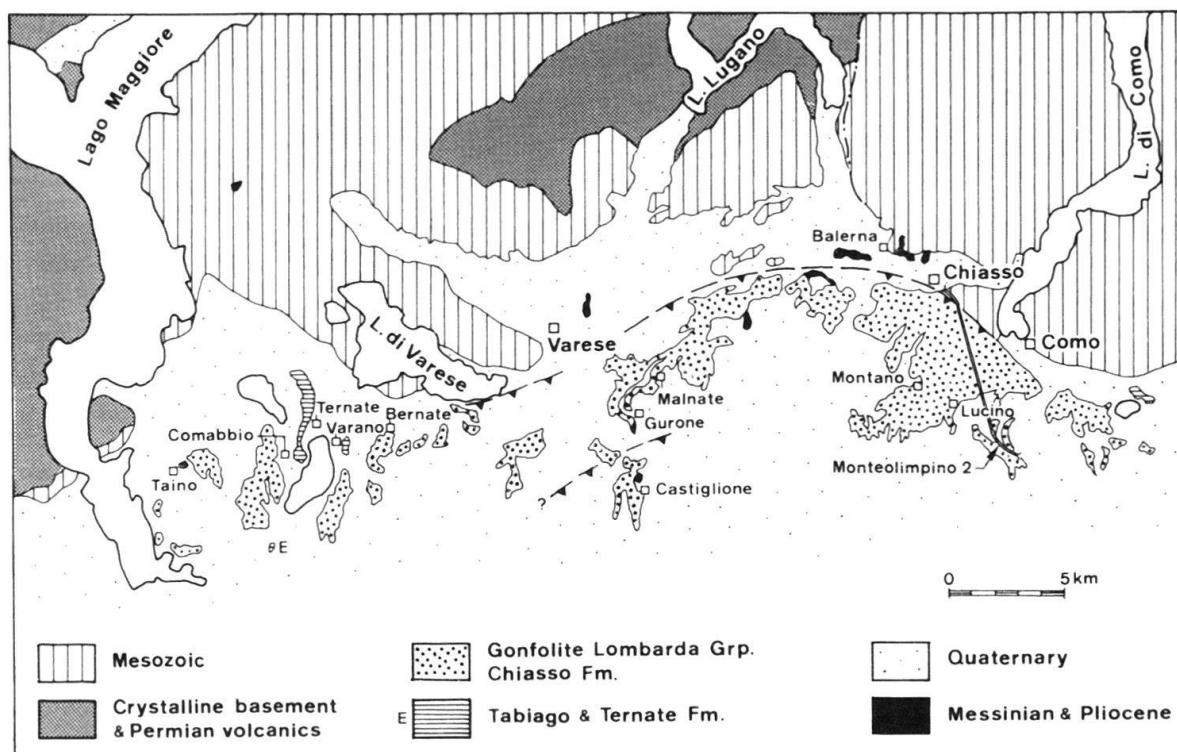 Lago Maggiore
L. Lugano
L. di Como
Balerna
Chiasso
Varese
L. di Varese
Como
Montano
Malnate
Ternate
Varano
Bernate
Lucino
Gurone
Comabbio
Monteolimpino 2
Taino
Castiglione
?
E
0 5 km
Mesozoic
Gonfolite Lombarda Grp.
Chiasso Fm.
Quaternary
Crystalline basement
& Permian volcanics
E Tabiago & Ternate Fm.
Messinian & Pliocene